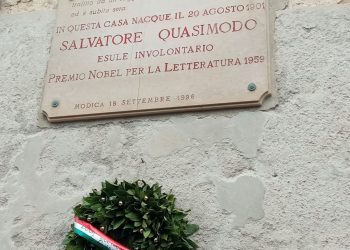 ed è subito sera
IN QUESTA CASA NACQUE IL 20 AGOSTO 1901
SALVATORE QUASIMODO
ESULE INVOLONTARIO
PREMIO NOBEL PER LA LETTERATURA 1959
MODICA 18 SETTEMBRE 1996